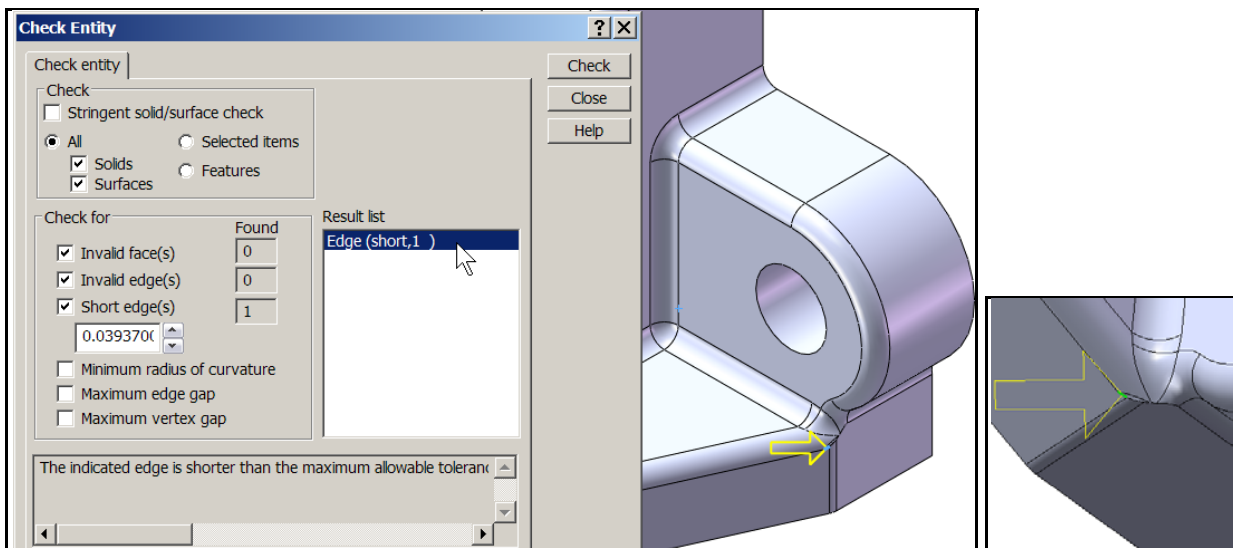 Check Entity
Check entity
Check
Close
Help
Check
Stringent solid/surface check
All
Selected items
Solids
Features
Surfaces
Check for
Found
Invalid face(s)
0
Invalid edge(s)
0
Short edge(s)
1
0.039370
Minimum radius of curvature
Maximum edge gap
Maximum vertex gap
Result list
Edge (short,1 )
The indicated edge is shorter than the maximum allowable